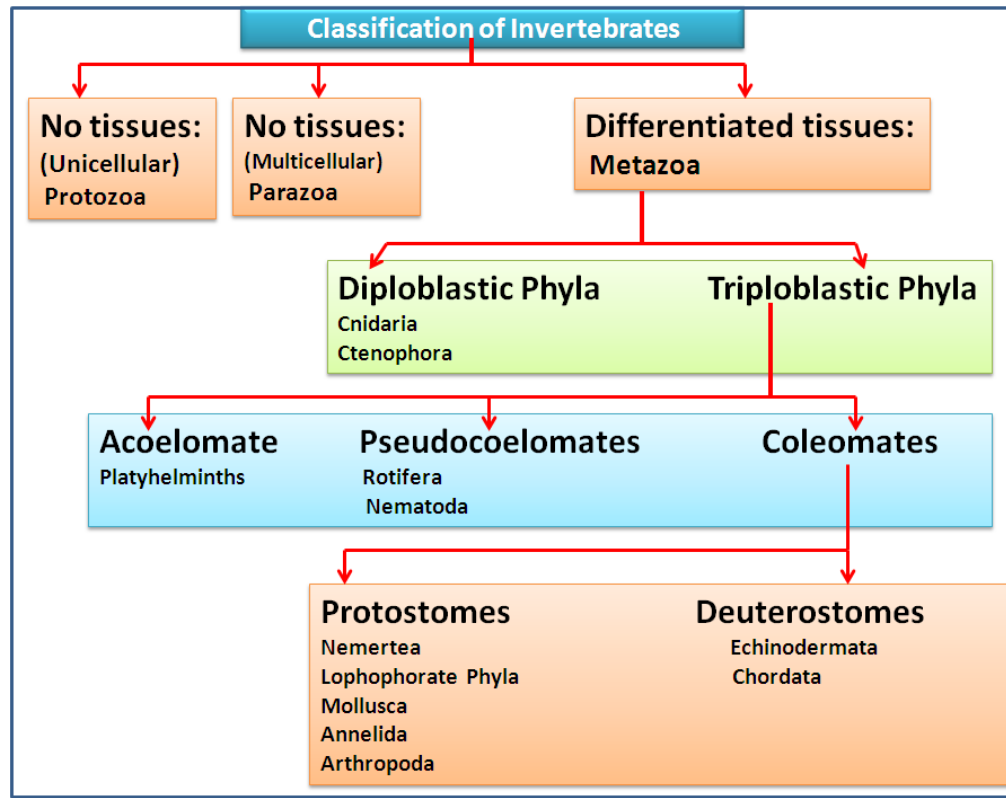 Classification of Invertebrates
No tissues:
(Unicellular)
Protozoa
No tissues:
(Multicellular)
Parazoa
Differentiated tissues:
Metazoa
Diploblastic Phyla
Cnidaria
Ctenophora
Triploblastic Phyla
Acoelomate
Platyhelminths
Pseudocoelomates
Rotifera
Nematoda
Coleomates
Protostomes
Nemertea
Lophophorate Phyla
Mollusca
Annelida
Arthropoda
Deuterostomes
Echinodermata
Chordata